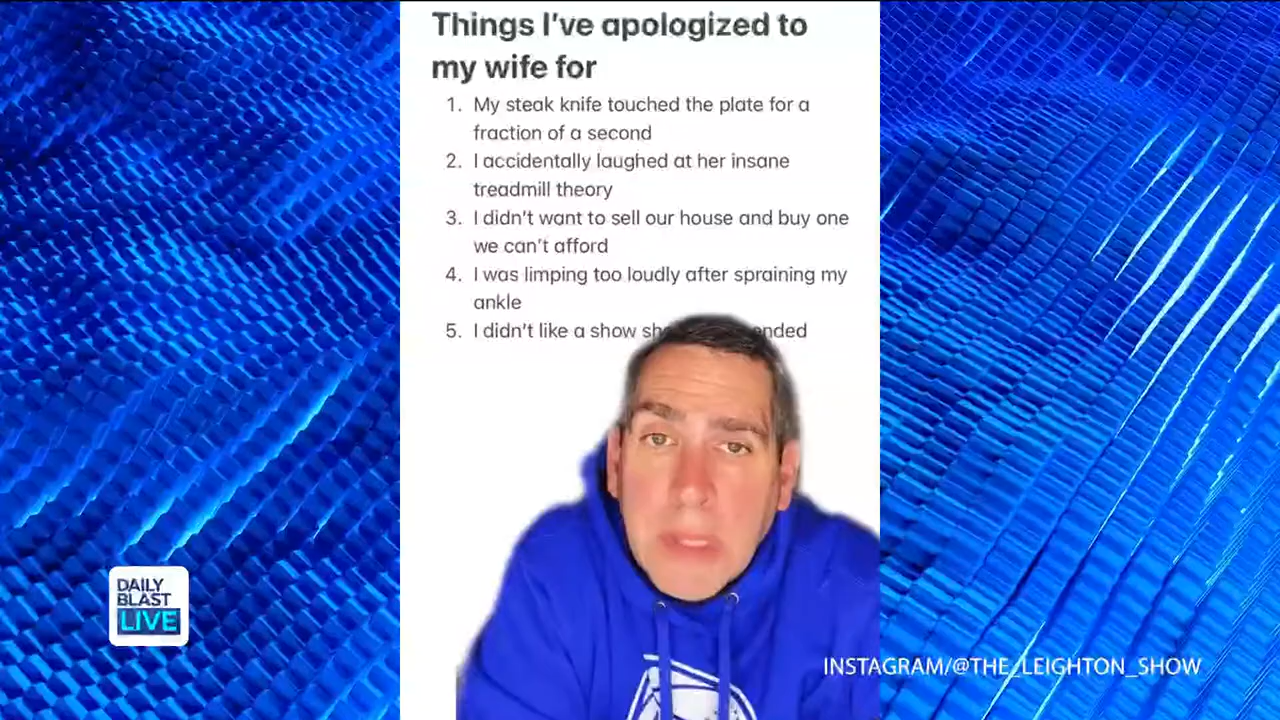 Things I've apologized to
my wife for
1. My steak knife touched the plate for a
fraction of a second
2. I accidentally laughed at her insane
treadmill theory
3. I didn't want to sell our house and buy one
we can't afford
4. I was limping too loudly after spraining my
ankle
5. I didn't like a show
DAILY
BLAST
LIVE
INSTAGRAM/@THE_LEIGHTON_SHOW